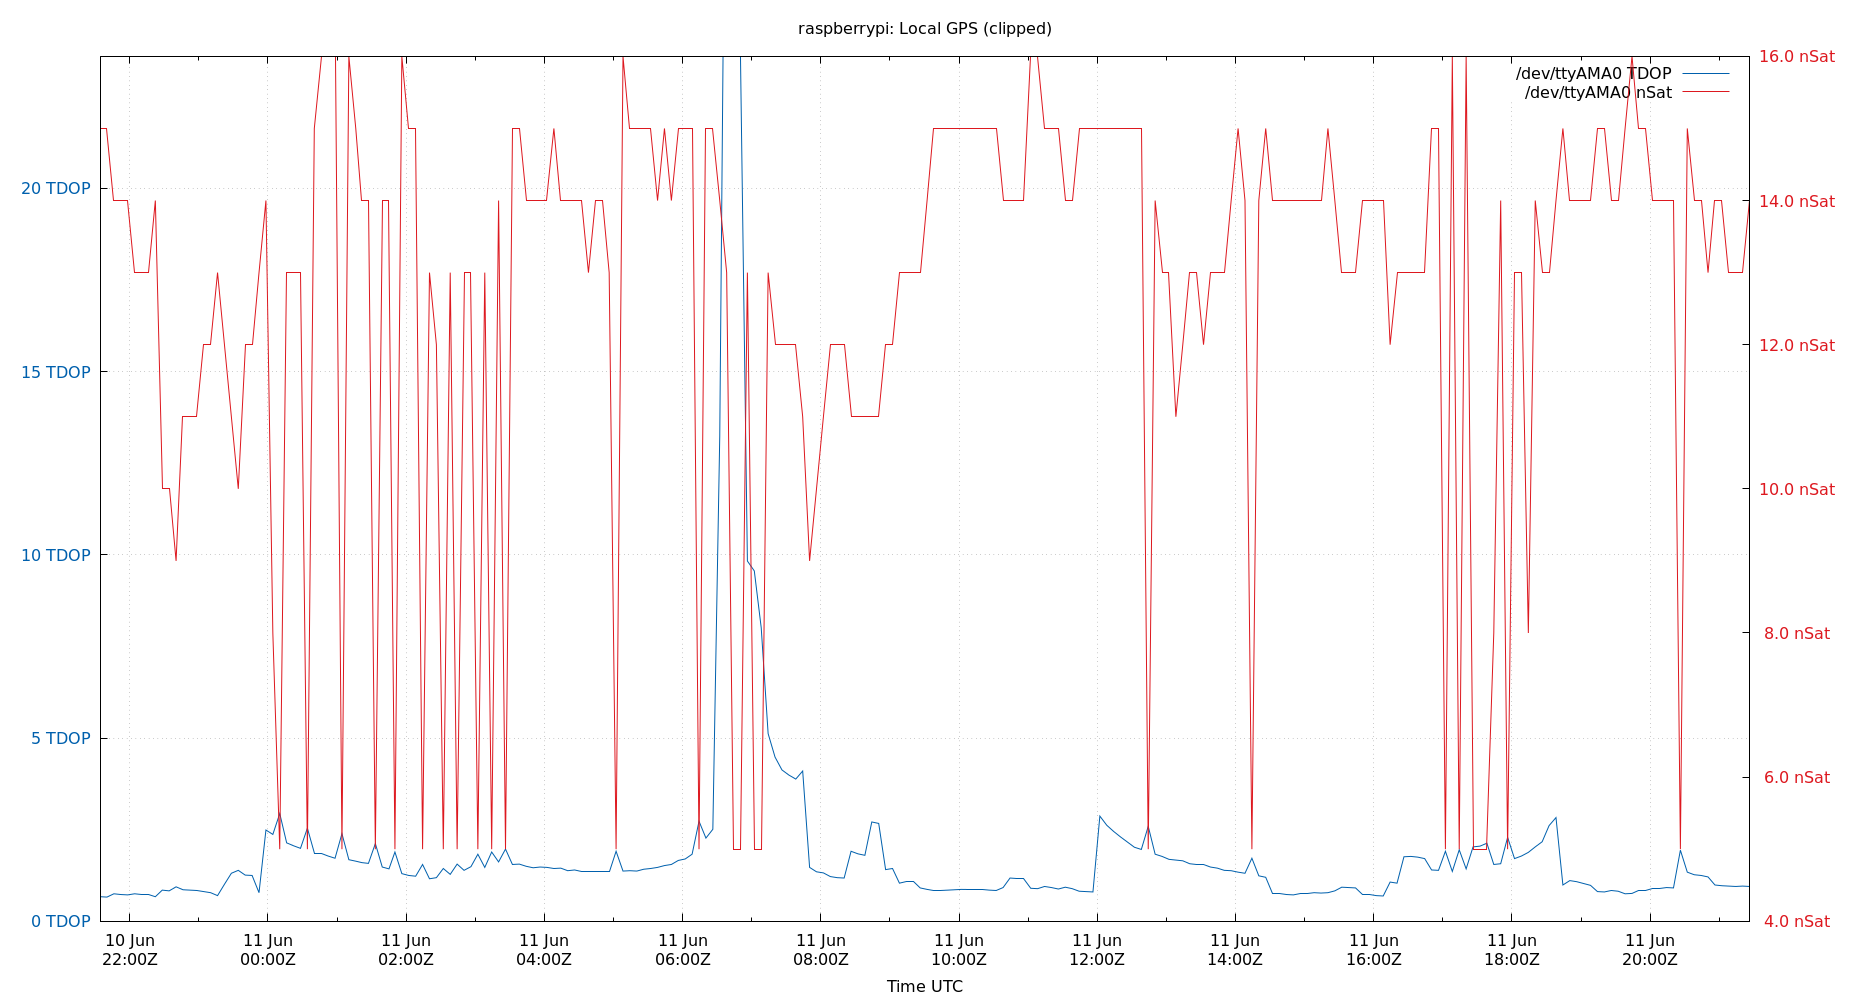 raspberrypi: Local GPS (clipped)
/dev/ttyAMA0 TDOP
/dev/ttyAMA0 nSat
20 TDOP
15 TDOP
10 TDOP
5 TDOP
0 TDOP
16.0 nSat
14.0 nSat
12.0 nSat
10.0 nSat
8.0 nSat
6.0 nSat
4.0 nSat
10 Jun 11 Jun 11 Jun 11 Jun 11 Jun 11 Jun 11 Jun 11 Jun 11 Jun 11 Jun 11 Jun 11 Jun
22:00Z 00:00Z 02:00Z 04:00Z 06:00Z 08:00Z 10:00Z 12:00Z 14:00Z 16:00Z 18:00Z 20:00Z
Time UTC